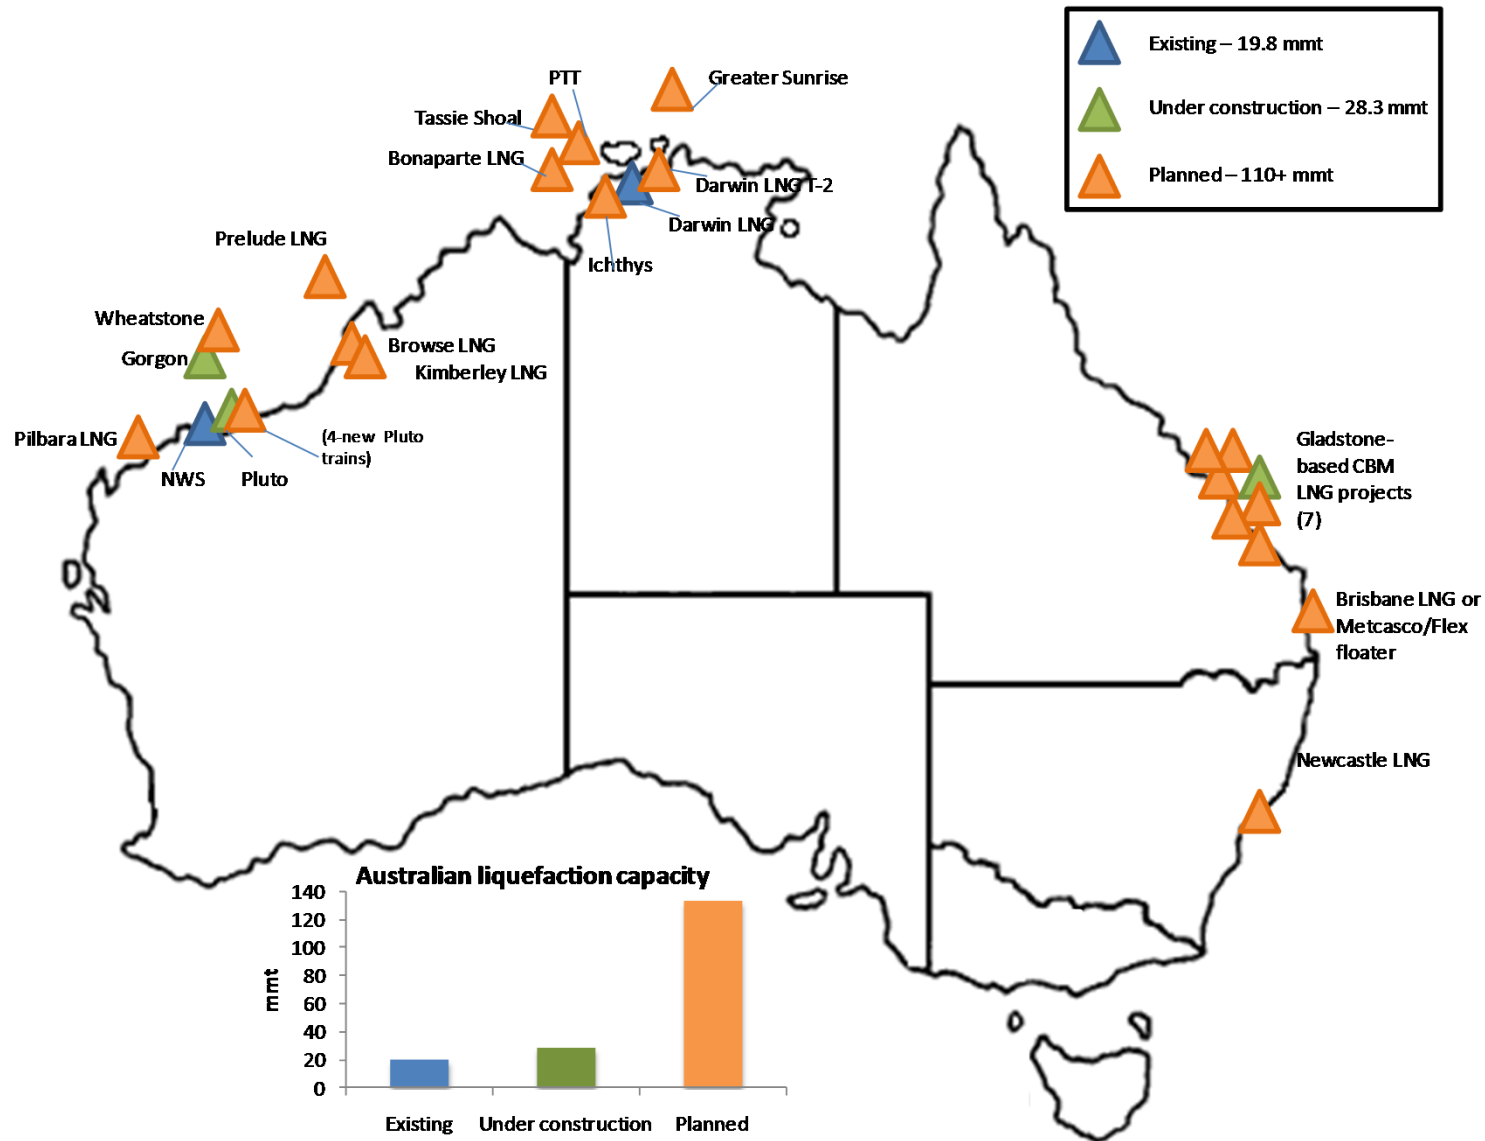 Existing – 19.8 mmt
Under construction – 28.3 mmt
Planned – 110+ mmt
PTT
Greater Sunrise
Tassie Shoal
Bonaparte LNG
Darwin LNG T-2
Darwin LNG
Ichthys
Prelude LNG
Wheatstone
Gorgon
Browse LNG
Kimberley LNG
Pilbara LNG
NWS
Pluto
(4-new Pluto
trains)
Gladstone-
based CBM
LNG projects
(7)
Brisbane LNG or
Metcasco/Flex
floater
Newcastle LNG
Australian liquefaction capacity
mmt
140
120
100
80
60
40
20
0
Existing
Under construction
Planned